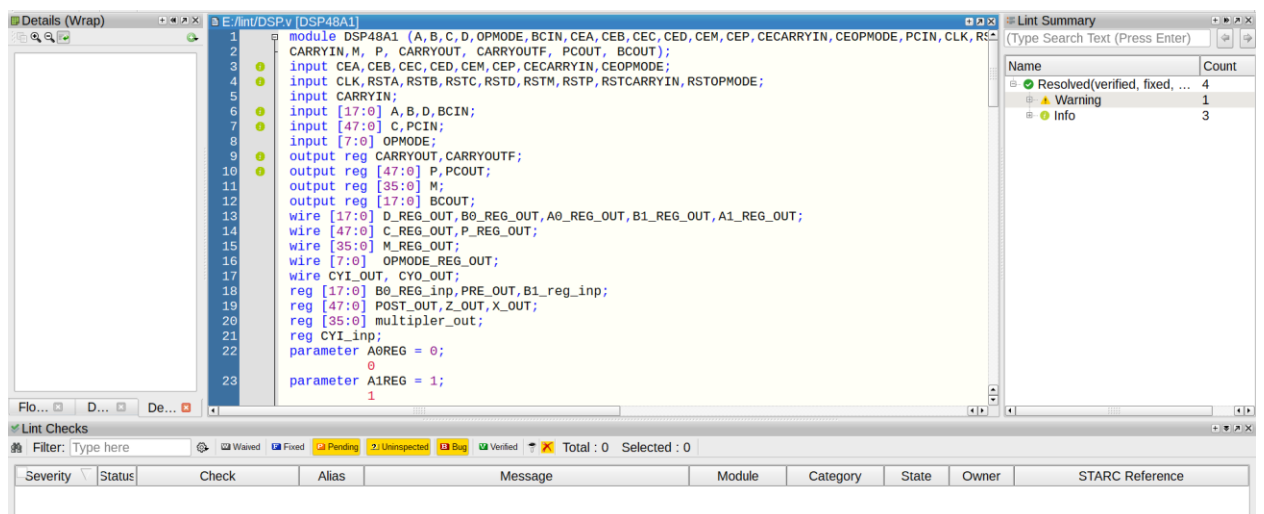 Details (Wrap)
E:/lint/DSP.v [DSP48A1]
1 module DSP48A1 (A,B,C,D,OPMODE,BCIN,CEA,CEB,CEC,CED,CEM,CEP,CECARRYIN,CEOPMODE,PCIN,CLK,RS
2 CARRYIN,M, P, CARRYOUT, CARRYOUTF, PCOUT, BCOUT);
3 input CEA,CEB,CEC,CED,CEM,CEP,CECARRYIN,CEOPMODE;
4 input CLK,RSTA,RSTB,RSTC,RSTD,RSTM,RSTP,RSTCARRYIN,RSTOPMODE;
5 input CARRYIN;
6 input [17:0] A,B,D,BCIN;
7 input [47:0] C,PCIN;
8 input [7:0] OPMODE;
9 output reg CARRYOUT,CARRYOUTF;
10 output reg [47:0] P,PCOUT;
11 output reg [35:0] M;
12 output reg [17:0] BCOUT;
13 wire [17:0] D_REG_OUT,B0_REG_OUT,A0_REG_OUT,B1_REG_OUT,A1_REG_OUT;
14 wire [47:0] C_REG_OUT,P_REG_OUT;
15 wire [35:0] M_REG_OUT;
16 wire [7:0] OPMODE_REG_OUT;
17 wire CYI_OUT, CYO_OUT;
18 reg [17:0] B0_REG_inp,PRE_OUT,B1_reg_inp;
19 reg [47:0] POST_OUT,Z_OUT,X_OUT;
20 reg [35:0] multipler_out;
21 reg CYI_inp;
22 parameter A0REG = 0;
0
23 parameter A1REG = 1;
1
Flo... D... De...
Lint Summary
(Type Search Text (Press Enter)
Name Count
Resolved(verified, fixed, ... 4
Warning 1
Info 3
Lint Checks
Filter: Type here Waived Fixed Pending Uninspected Bug Verified Total : 0 Selected : 0
Severity Status Check Alias Message Module Category State Owner STARC Reference